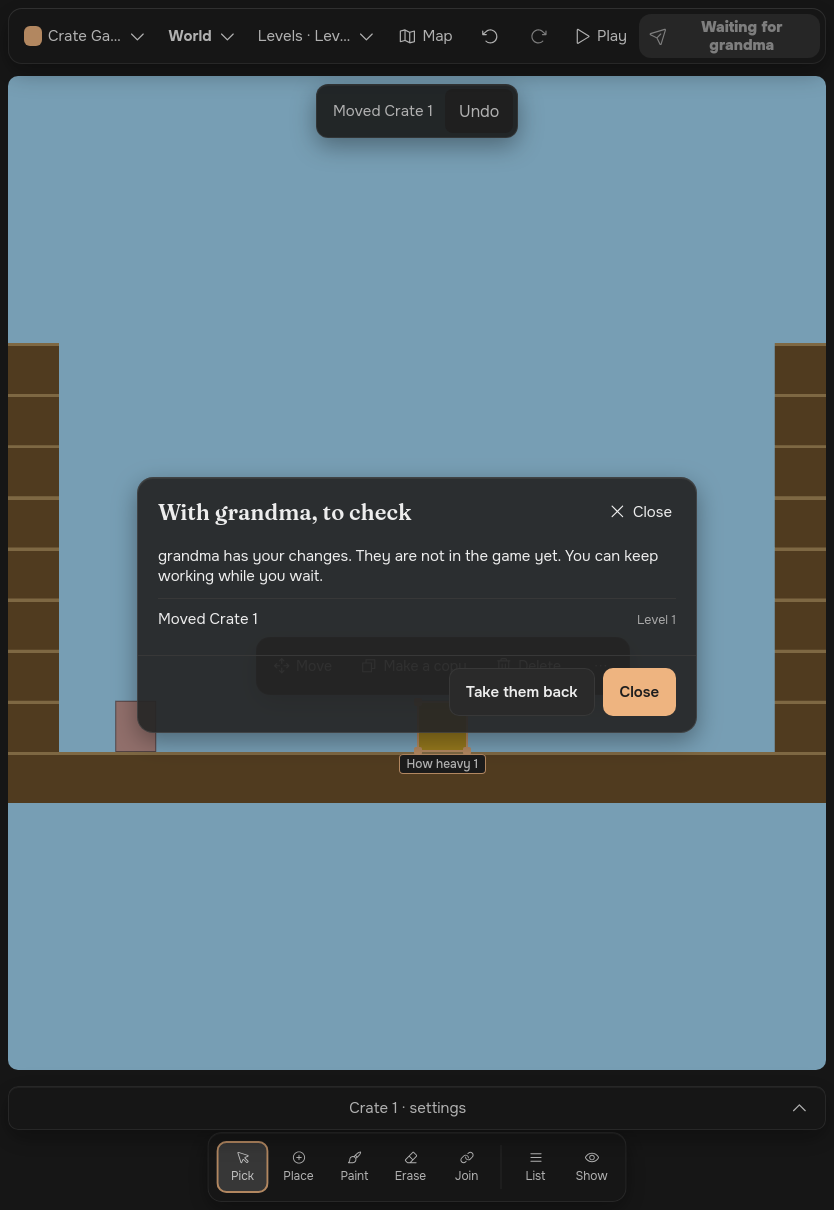 Crate Ga...
World
Levels · Lev...
Map
Play
Waiting for
grandma
Moved Crate 1
Undo
With grandma, to check
Close
grandma has your changes. They are not in the game yet. You can keep
working while you wait.
Moved Crate 1
Level 1
Move
Make a copy
Delete
Take them back
Close
How heavy 1
Crate 1 · settings
Pick
Place
Paint
Erase
Join
List
Show